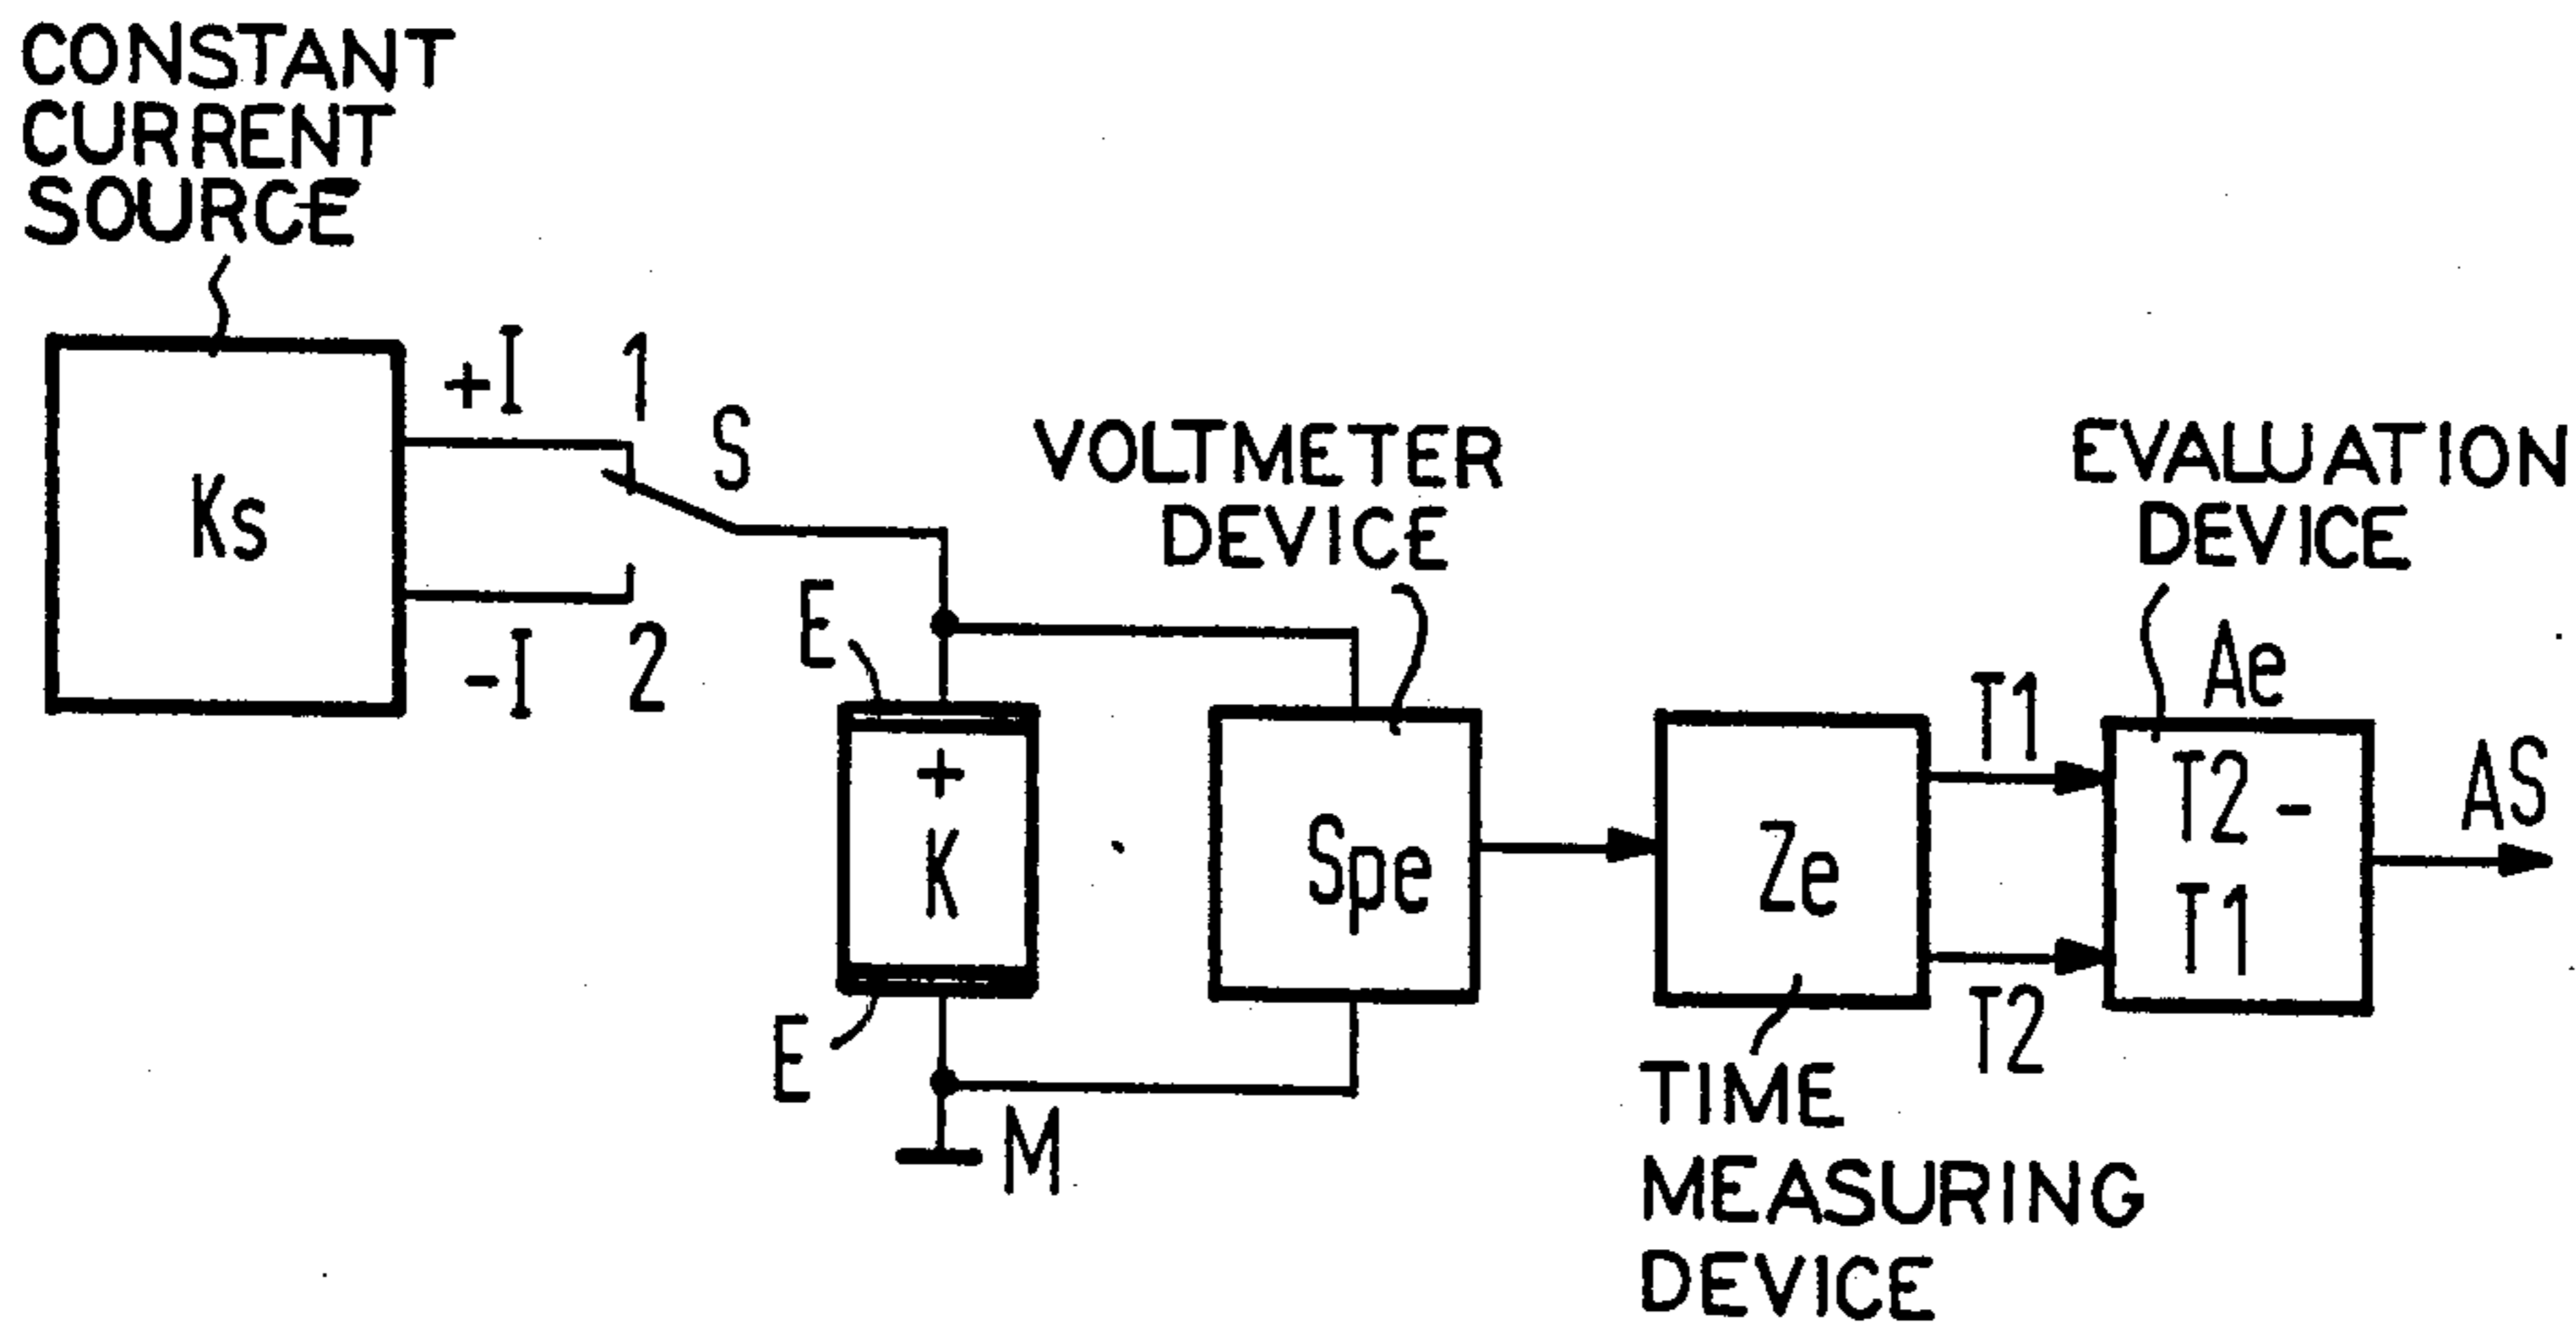 CONSTANT
CURRENT
SOURCE
Ks
+I
1
S
-I
2
E
+
K
E
M
VOLTMETER
DEVICE
Spe
Ze
TIME
MEASURING
DEVICE
T1
T2
EVALUATION
DEVICE
Ae
T2 -
T1
AS